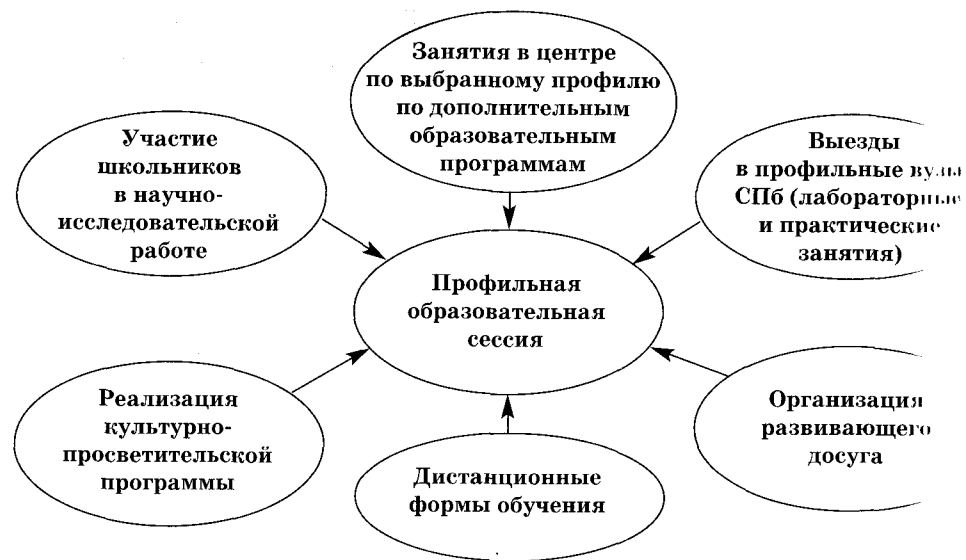 Занятия в центре
по выбранному профилю
по дополнительным
образовательным
программам
Участие
школьников
в научно-
исследовательской
работе
Выезды
в профильные вузы
СПб (лабораторные
и практические
занятия)
Профильная
образовательная
сессия
Реализация
культурно-
просветительской
программы
Дистанционные
формы обучения
Организация
развивающего
досуга